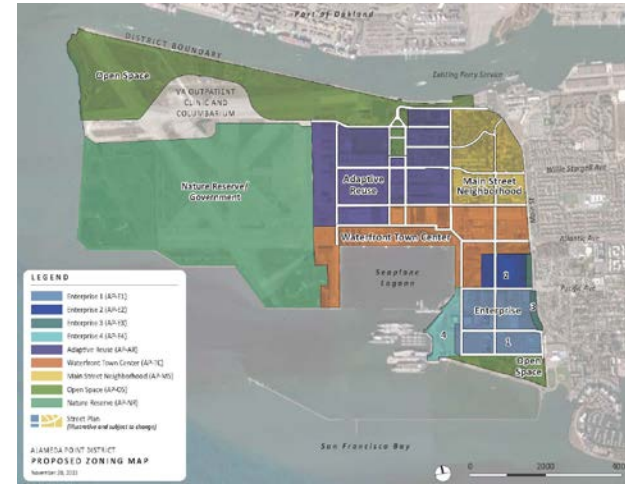 Port of Oakland
DISTRICT BOUNDARY
Open Space
Existing Ferry Service
VA OUTPATIENT
CLINIC AND
COLUMBARIUM
Nature Reserve/
Government
Adaptive
Reuse
Main Street
Neighborhood
Main St
Atlantic Ave
Waterfront Town Center
Seaplane
Lagoon
Pacific Ave
2
3
Enterprise
4
1
Open
Space
LEGEND
Enterprise 1 (AP-E1)
Enterprise 2 (AP-E2)
Enterprise 3 (AP-E3)
Enterprise 4 (AP-E4)
Adaptive Reuse (AP-AR)
Waterfront Town Center (AP-TC)
Main Street Neighborhood (AP-MS)
Open Space (AP-OS)
Nature Reserve (AP-NR)
Street Plan
(Illustrative and subject to change)
ALAMEDA POINT DISTRICT
PROPOSED ZONING MAP
San Francisco Bay
0 2000